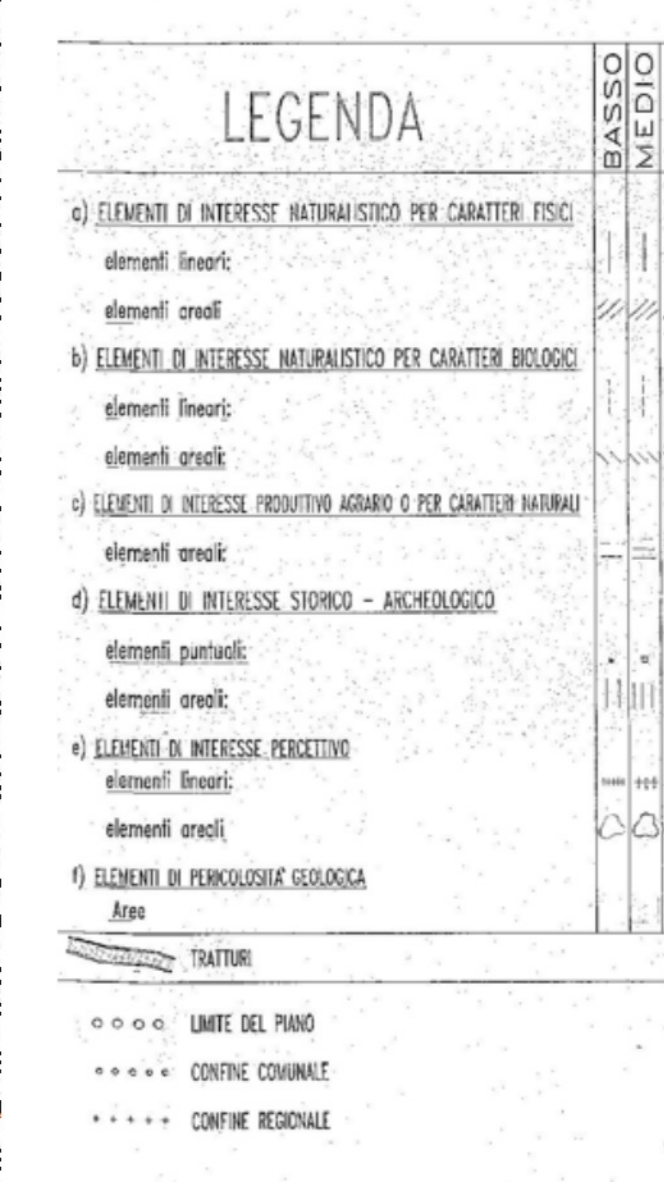 LEGENDA
BASSO
MEDIO
a) ELEMENTI DI INTERESSE NATURALISTICO PER CARATTERI FISICI
elementi lineari:
elementi areali
b) ELEMENTI DI INTERESSE NATURALISTICO PER CARATTERI BIOLOGICI
elementi lineari:
elementi areali:
c) ELEMENTI DI INTERESSE PRODUTTIVO AGRARIO O PER CARATTERI NATURALI
elementi areali:
d) ELEMENTI DI INTERESSE STORICO - ARCHEOLOGICO
elementi puntuali:
elementi areali:
e) ELEMENTI DI INTERESSE PERCETTIVO
elementi lineari:
elementi areali
f) ELEMENTI DI PERICOLOSITA' GEOLOGICA
Aree
TRATTURI
LIMITE DEL PIANO
CONFINE COMUNALE
CONFINE REGIONALE